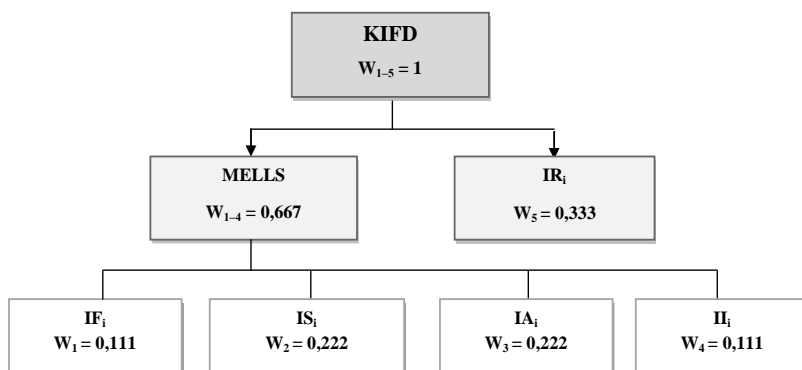 KIFD
W₁₋₅ = 1
MELLS
W₁₋₄ = 0,667
IRᵢ
W₅ = 0,333
IFᵢ
W₁ = 0,111
ISᵢ
W₂ = 0,222
IAᵢ
W₃ = 0,222
IIᵢ
W₄ = 0,111